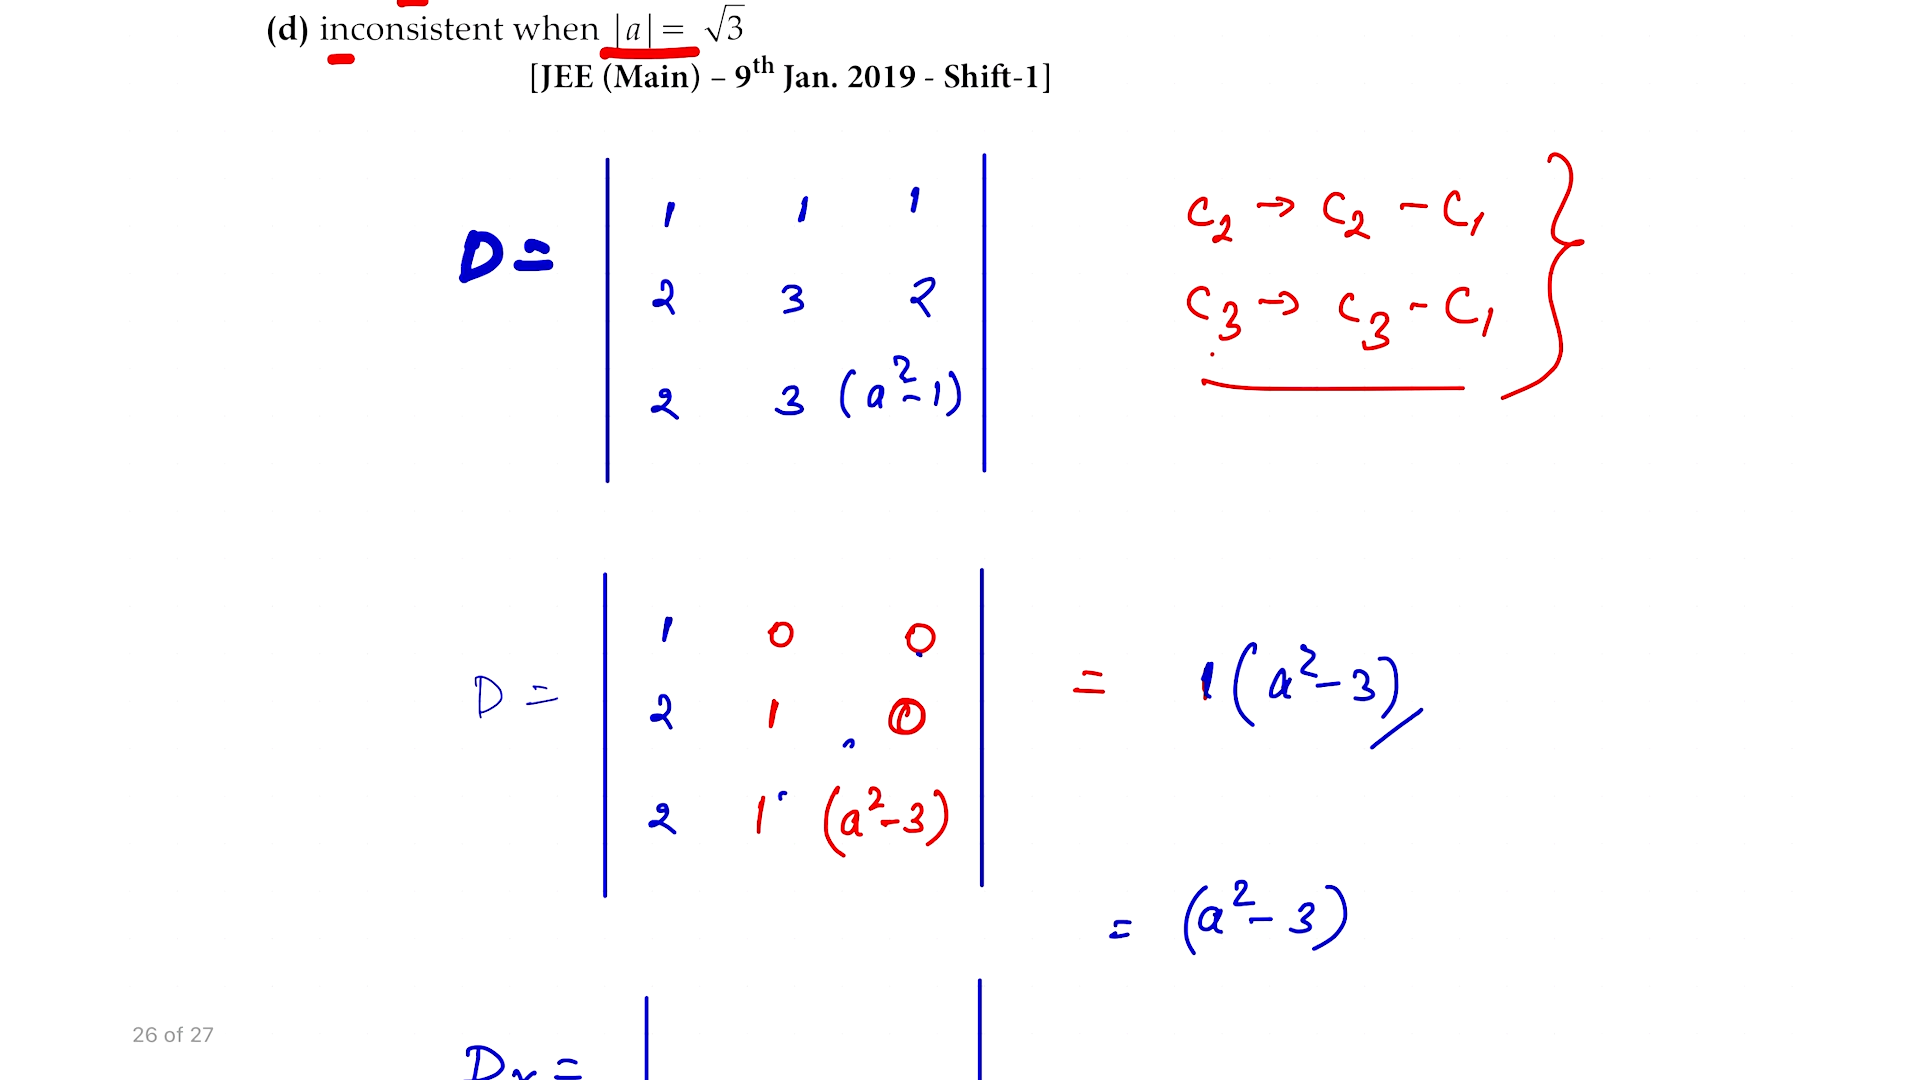 (d) inconsistent when |a| = √3
[JEE (Main) – 9th Jan. 2019 - Shift-1]
D = | 1 1 1 |
| 2 3 2 |
| 2 3 (a²-1) |
C₂ → C₂ - C₁
C₃ → C₃ - C₁
D = | 1 0 0 |
| 2 1 0 |
| 2 1 (a²-3) |
= 1(a²-3)
= (a²-3)
26 of 27
Dx = |